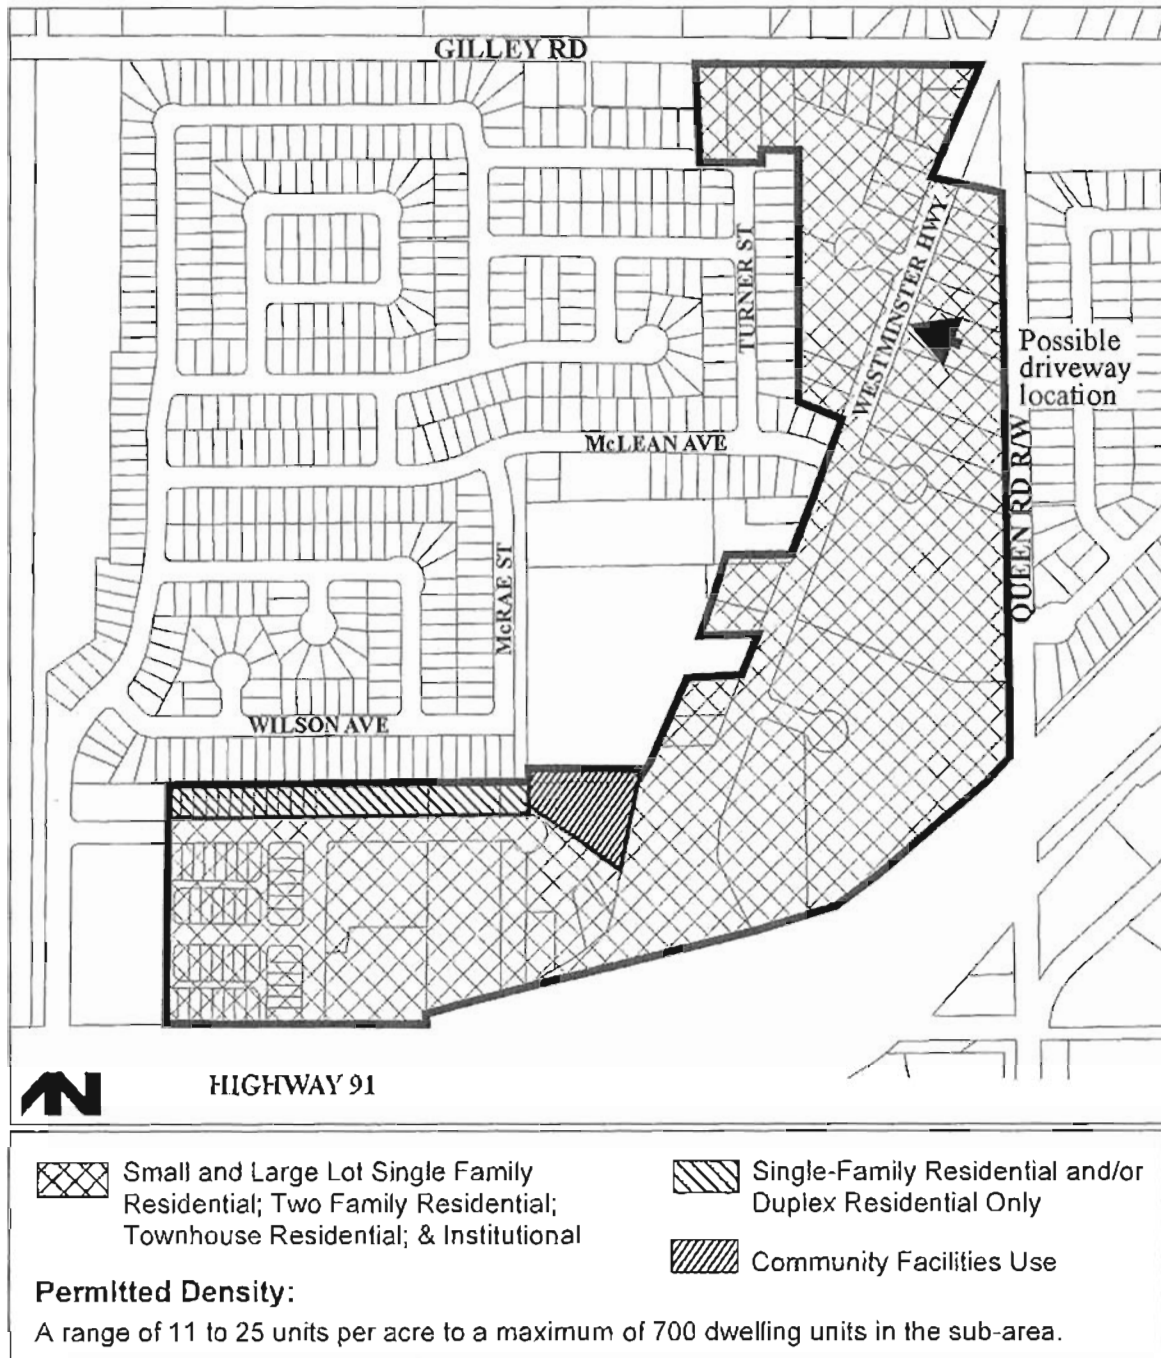 GILLEY RD
TURNER ST
WESTMINSTER HWY
Possible
driveway
location
McLEAN AVE
QUEEN RD R/W
McRAE ST
WILSON AVE
N
HIGHWAY 91
Small and Large Lot Single Family
Residential; Two Family Residential;
Townhouse Residential; & Institutional
Single-Family Residential and/or
Duplex Residential Only
Community Facilities Use
Permitted Density:
A range of 11 to 25 units per acre to a maximum of 700 dwelling units in the sub-area.